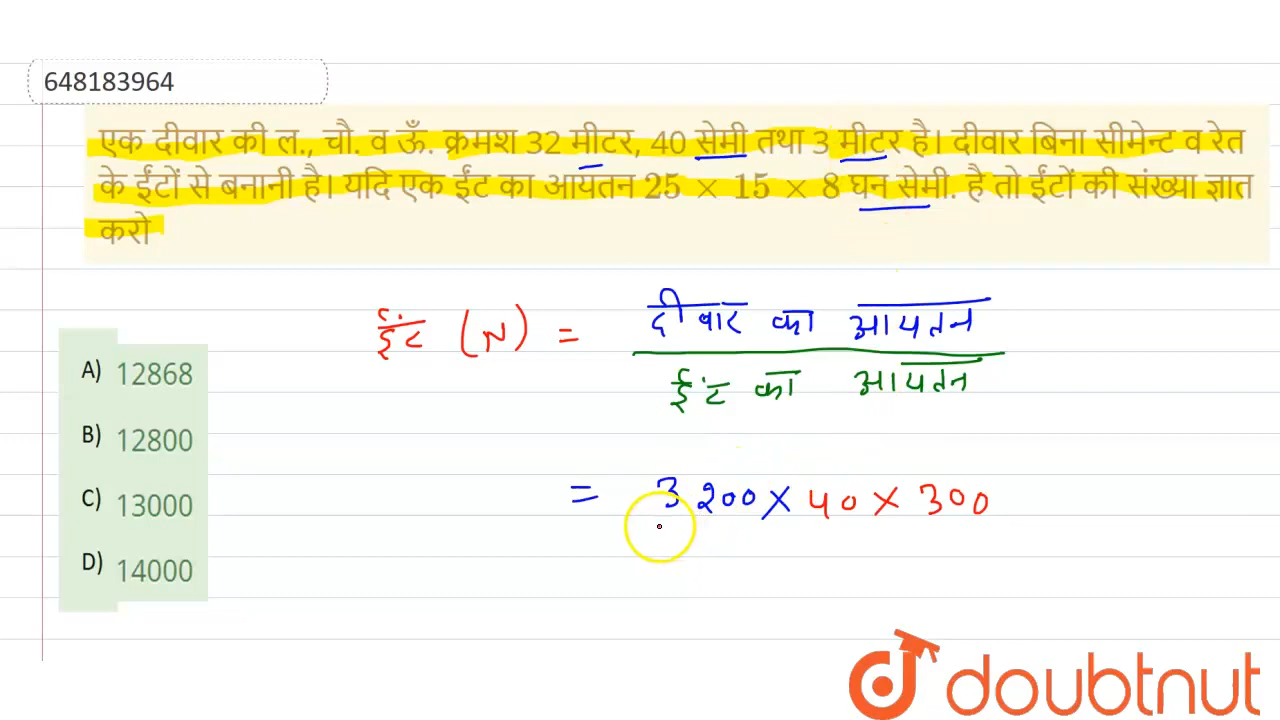 648183964
एक दीवार की ल., चौ. व ऊँ. क्रमश 32 मीटर, 40 सेमी तथा 3 मीटर है। दीवार बिना सीमेन्ट व रेत
के ईंटों से बनानी है। यदि एक ईंट का आयतन 25 × 15 × 8 घन सेमी. है तो ईंटों की संख्या ज्ञात
करो
ईंट (N) = दीवार का आयतन
ईंट का आयतन
A) 12868
B) 12800
= 3200 × 40 × 300
C) 13000
D) 14000
doubtnut